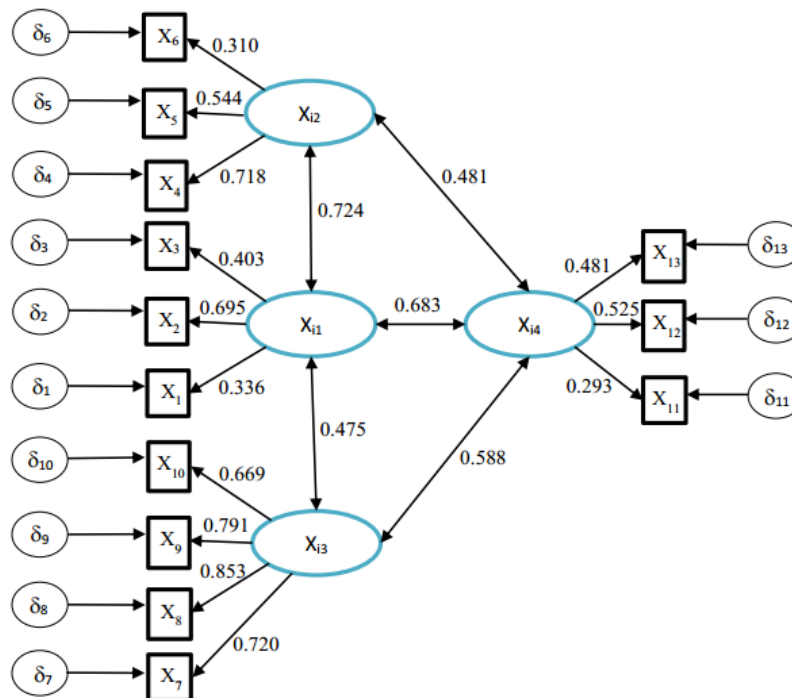 δ₆ X₆ 0.310
δ₅ X₅ 0.544 Xᵢ₂
δ₄ X₄ 0.718 0.481
0.724
δ₃ X₃ 0.403 0.481 X₁₃ δ₁₃
δ₂ X₂ 0.695 Xᵢ₁ 0.683 Xᵢ₄ 0.525 X₁₂ δ₁₂
δ₁ X₁ 0.336 0.293 X₁₁ δ₁₁
0.475
δ₁₀ X₁₀ 0.669 0.588
δ₉ X₉ 0.791 Xᵢ₃
δ₈ X₈ 0.853
δ₇ X₇ 0.720